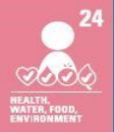 24
HEALTH,
WATER, FOOD,
ENVIRONMENT